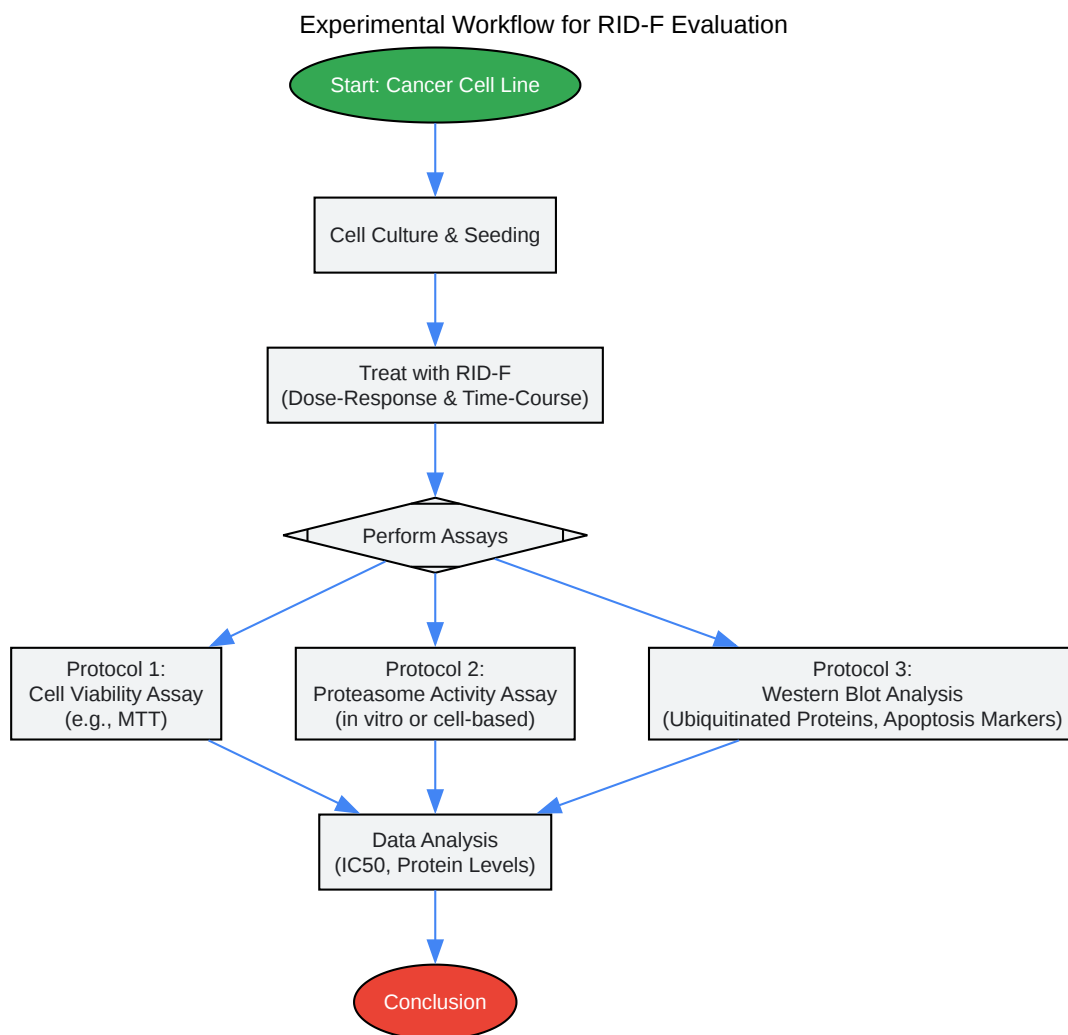 Experimental Workflow for RID-F Evaluation
Start: Cancer Cell Line
Cell Culture & Seeding
Treat with RID-F
(Dose-Response & Time-Course)
Perform Assays
Protocol 1:
Cell Viability Assay
(e.g., MTT)
Protocol 2:
Proteasome Activity Assay
(in vitro or cell-based)
Protocol 3:
Western Blot Analysis
(Ubiquitinated Proteins, Apoptosis Markers)
Data Analysis
(IC50, Protein Levels)
Conclusion